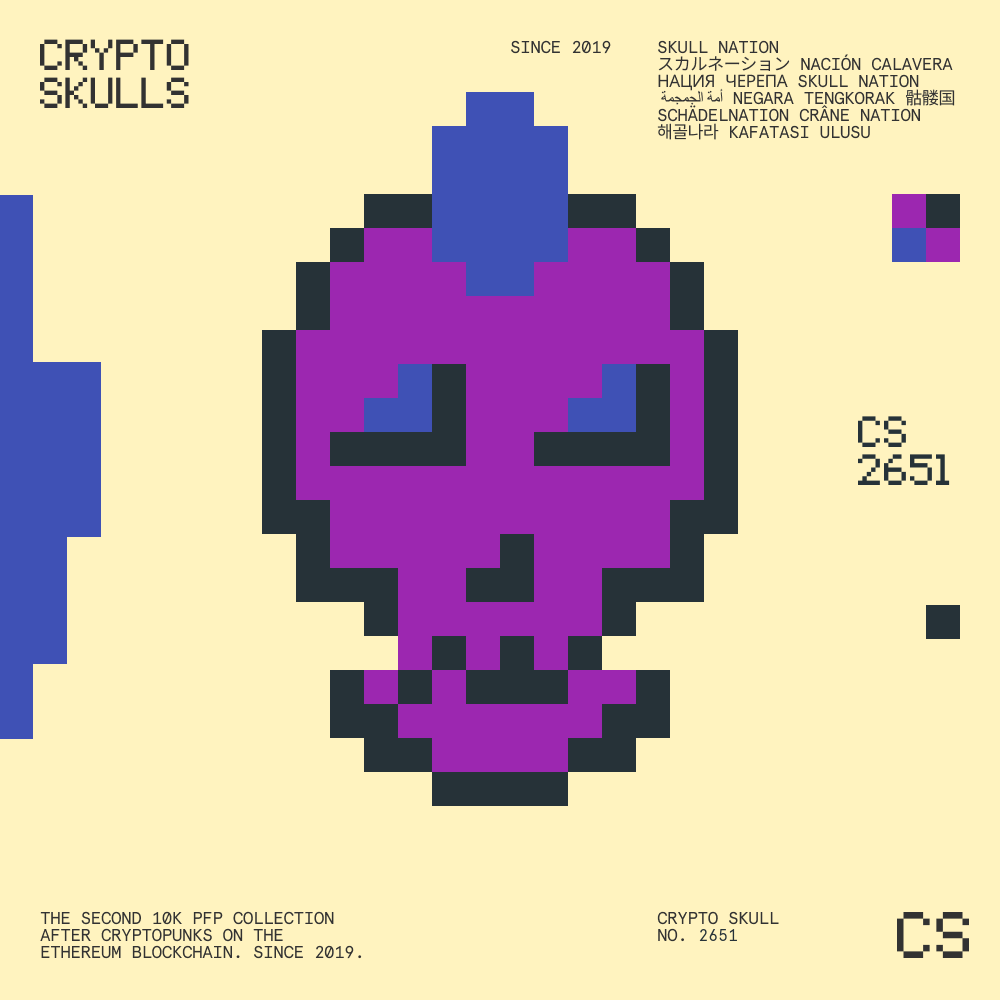 CRYPTO
SKULLS
SINCE 2019
SKULL NATION
スカルネーション NACIÓN CALAVERA
НАЦИЯ ЧЕРЕПА SKULL NATION
أمة الجمجمة NEGARA TENGKORAK 骷髅国
SCHÄDELNATION CRÂNE NATION
해골나라 KAFATASI ULUSU
CS
2651
THE SECOND 10K PFP COLLECTION
AFTER CRYPTOPUNKS ON THE
ETHEREUM BLOCKCHAIN. SINCE 2019.
CRYPTO SKULL
NO. 2651
CS